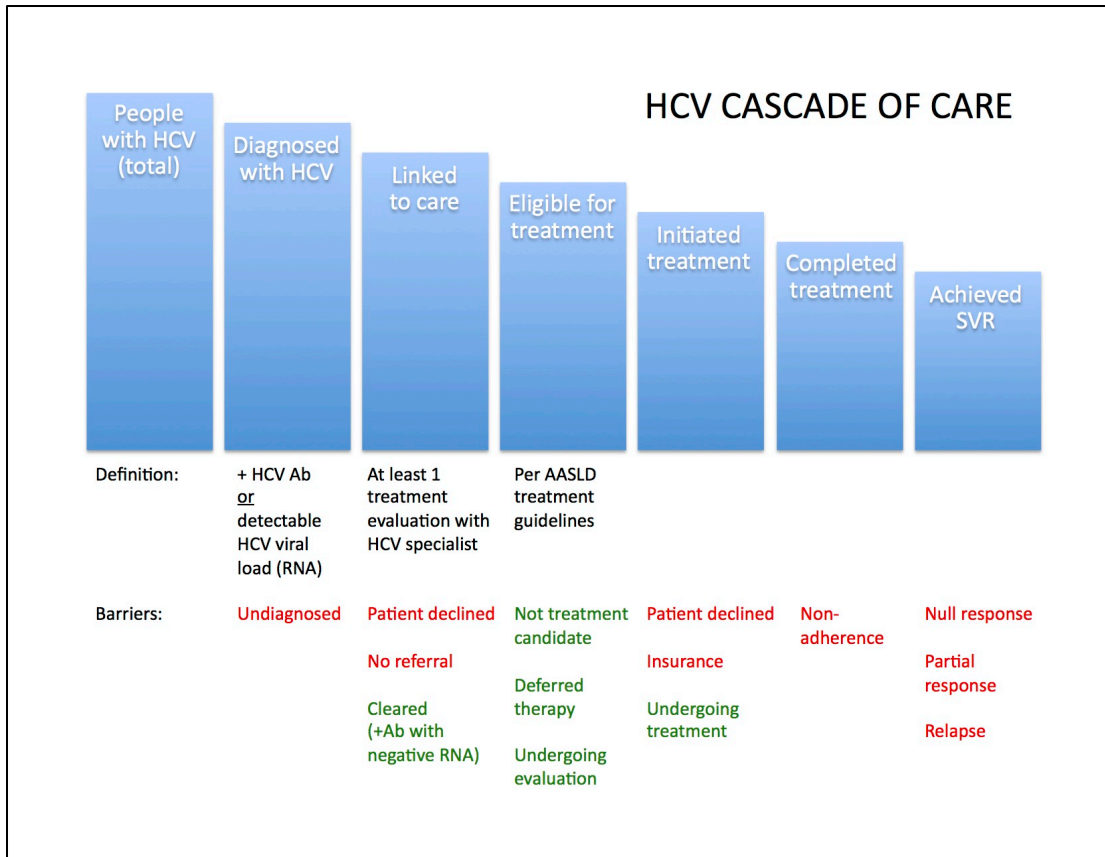 HCV CASCADE OF CARE
People
with HCV
(total)
Diagnosed
with HCV
Linked
to care
Eligible for
treatment
Initiated
treatment
Completed
treatment
Achieved
SVR
Definition:
+ HCV Ab
or
detectable
HCV viral
load (RNA)
At least 1
treatment
evaluation with
HCV specialist
Per AASLD
treatment
guidelines
Barriers:
Undiagnosed
Patient declined
No referral
Cleared
(+Ab with
negative RNA)
Not treatment
candidate
Deferred
therapy
Undergoing
evaluation
Patient declined
Insurance
Undergoing
treatment
Non-
adherence
Null response
Partial
response
Relapse